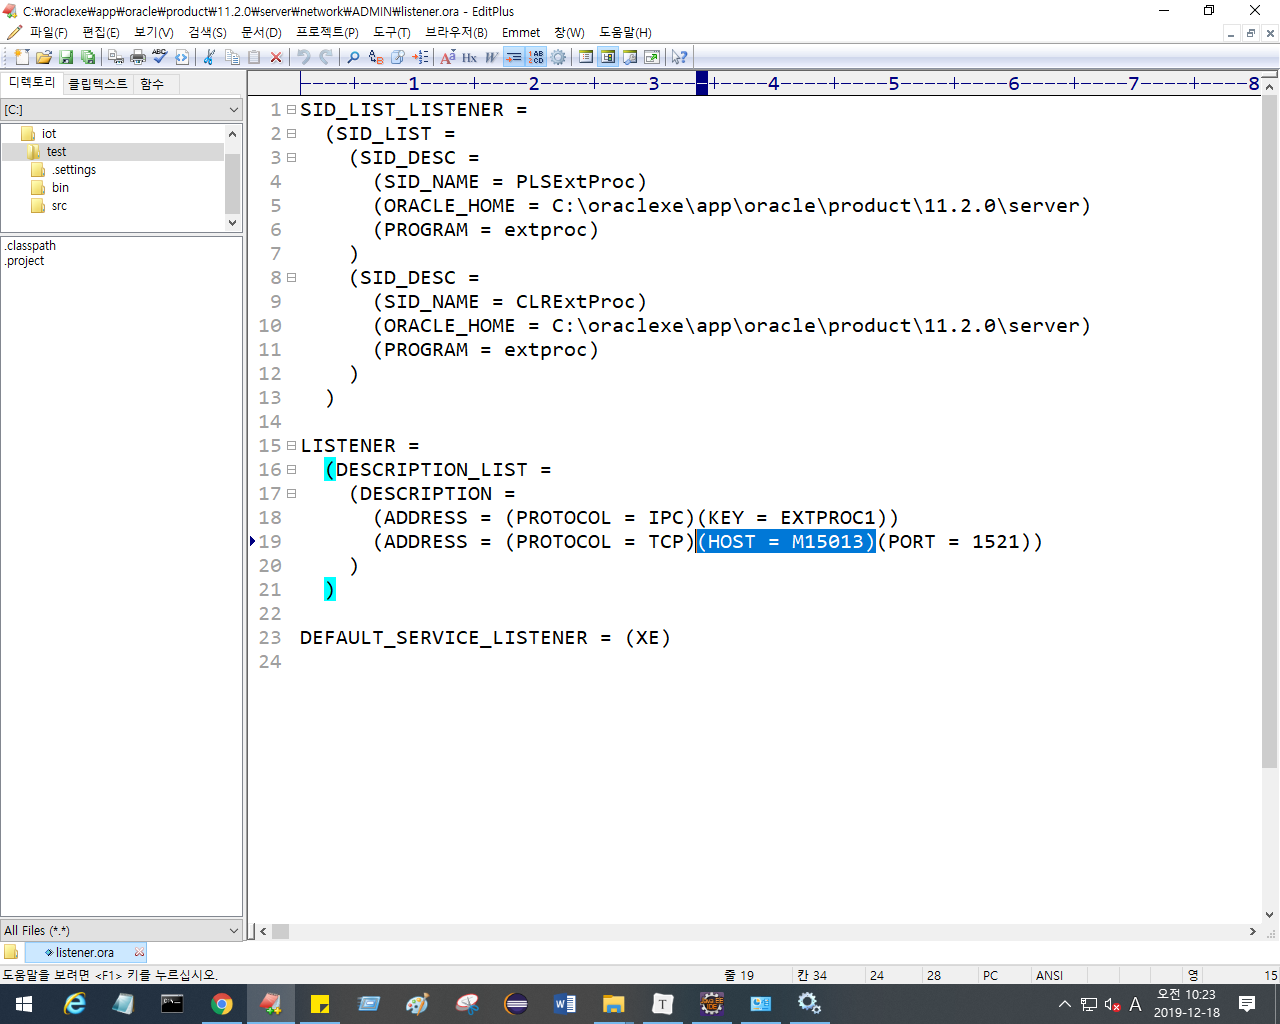 C:₩oraclexe₩app₩oracle₩product₩11.2.0₩server₩network₩ADMIN₩listener.ora - EditPlus
파일(F) 편집(E) 보기(V) 검색(S) 문서(D) 프로젝트(P) 도구(T) 브라우저(B) Emmet 창(W) 도움말(H)
디렉토리 클립텍스트 함수
[C:]
iot
test
.settings
bin
src
.classpath
.project
----+----1----+----2----+----3----+----4----+----5----+----6----+----7----+----8
1 SID_LIST_LISTENER =
2   (SID_LIST =
3     (SID_DESC =
4       (SID_NAME = PLSExtProc)
5       (ORACLE_HOME = C:\oraclexe\app\oracle\product\11.2.0\server)
6       (PROGRAM = extproc)
7     )
8     (SID_DESC =
9       (SID_NAME = CLRExtProc)
10       (ORACLE_HOME = C:\oraclexe\app\oracle\product\11.2.0\server)
11       (PROGRAM = extproc)
12     )
13   )
14
15 LISTENER =
16   (DESCRIPTION_LIST =
17     (DESCRIPTION =
18       (ADDRESS = (PROTOCOL = IPC)(KEY = EXTPROC1))
19       (ADDRESS = (PROTOCOL = TCP)(HOST = M15013)(PORT = 1521))
20     )
21   )
22
23 DEFAULT_SERVICE_LISTENER = (XE)
24
All Files (*.*)
listener.ora
도움말을 보려면 <F1> 키를 누르십시오. 줄 19 칸 34 24 28 PC ANSI 영 15
A 오전 10:23
2019-12-18